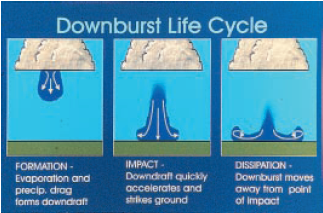 Downburst Life Cycle
FORMATION -
Evaporation and
precip. drag
forms downdraft
IMPACT -
Downdraft quickly
accelerates and
strikes ground
DISSIPATION -
Downburst moves
away from point
of impact